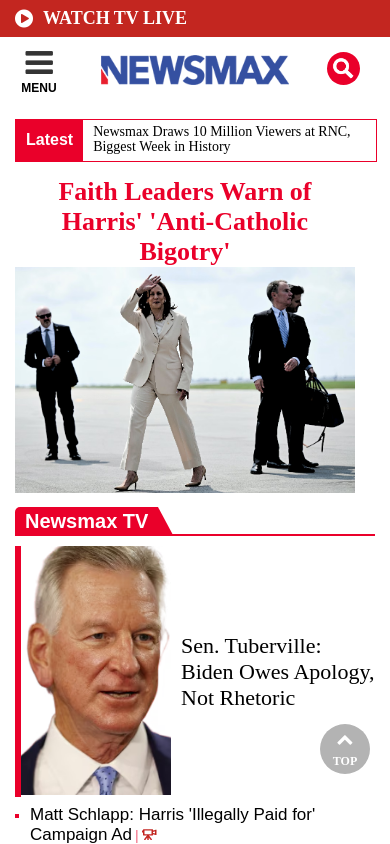 WATCH TV LIVE
MENU
NEWSMAX
Latest
Newsmax Draws 10 Million Viewers at RNC,
Biggest Week in History
Faith Leaders Warn of
Harris' 'Anti-Catholic
Bigotry'
Newsmax TV
Sen. Tuberville:
Biden Owes Apology,
Not Rhetoric
TOP
Matt Schlapp: Harris 'Illegally Paid for'
Campaign Ad |